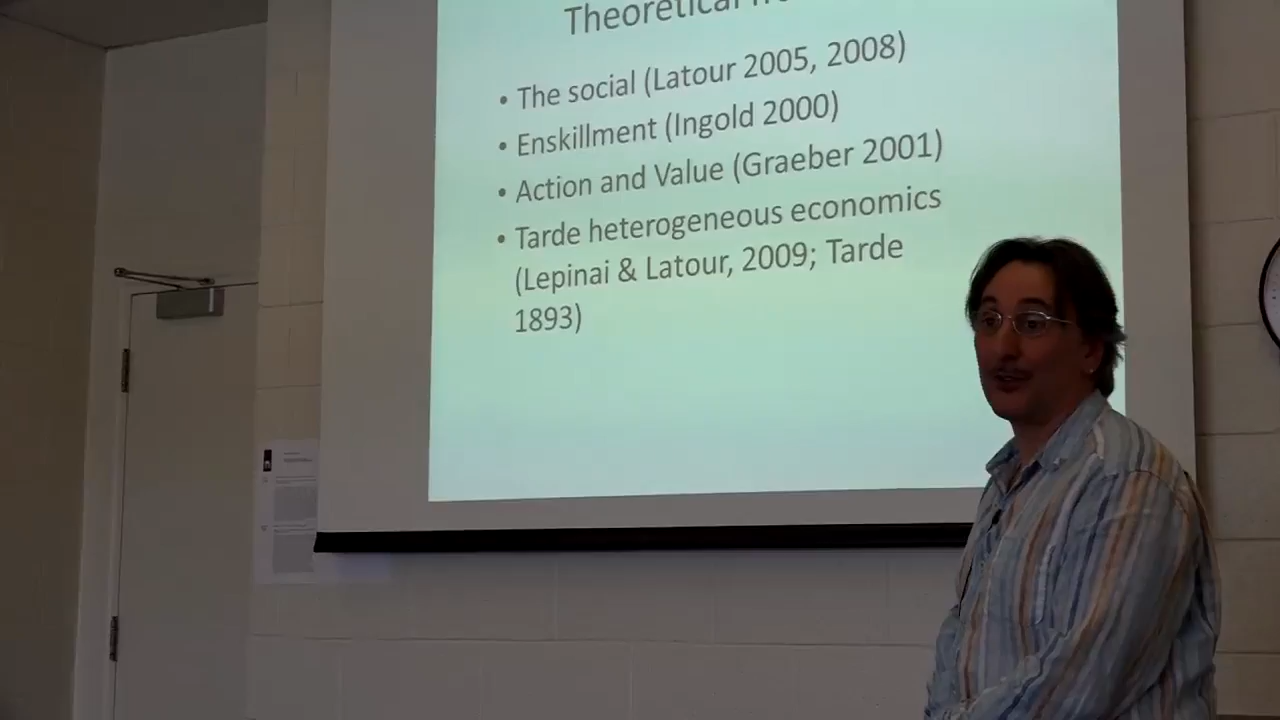 Theoretical
• The social (Latour 2005, 2008)
• Enskillment (Ingold 2000)
• Action and Value (Graeber 2001)
• Tarde heterogeneous economics
(Lepinai & Latour, 2009; Tarde
1893)